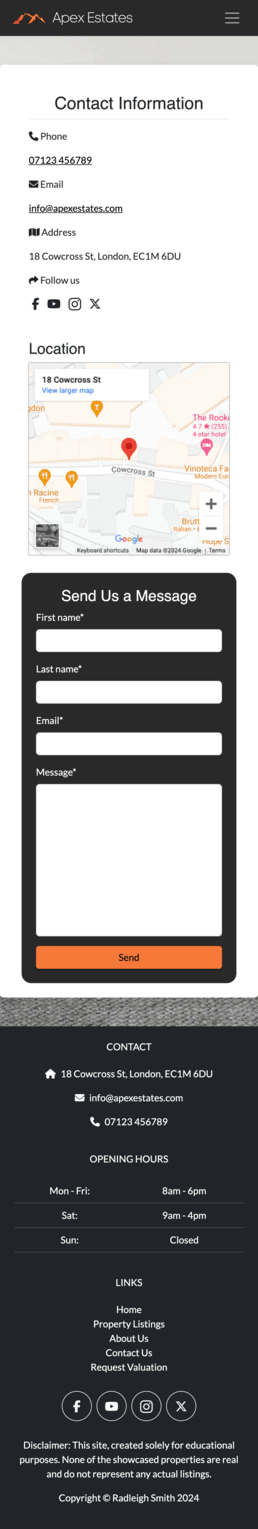 Apex Estates
Contact Information
Phone
07123 456789
Email
info@apexestates.com
Address
18 Cowcross St, London, EC1M 6DU
Follow us
Location
18 Cowcross St
View larger map
The Rooke
4.7 ★ (255)
4-star hotel
Cowcross St
Vinoteca Fa
Modern Eur
n Racine
French
Brutt
Italian
Google
Keyboard shortcuts Map data ©2024 Google Terms
Send Us a Message
First name*
Last name*
Email*
Message*
Send
CONTACT
18 Cowcross St, London, EC1M 6DU
info@apexestates.com
07123 456789
OPENING HOURS
Mon - Fri: 8am - 6pm
Sat: 9am - 4pm
Sun: Closed
LINKS
Home
Property Listings
About Us
Contact Us
Request Valuation
Disclaimer: This site, created solely for educational
purposes. None of the showcased properties are real
and do not represent any actual listings.
Copyright © Radleigh Smith 2024